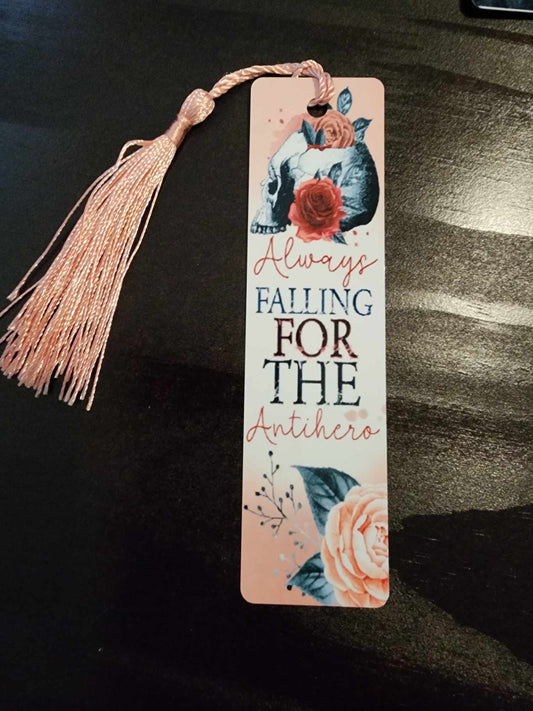 Always
FALLING
FOR
THE
Antihero